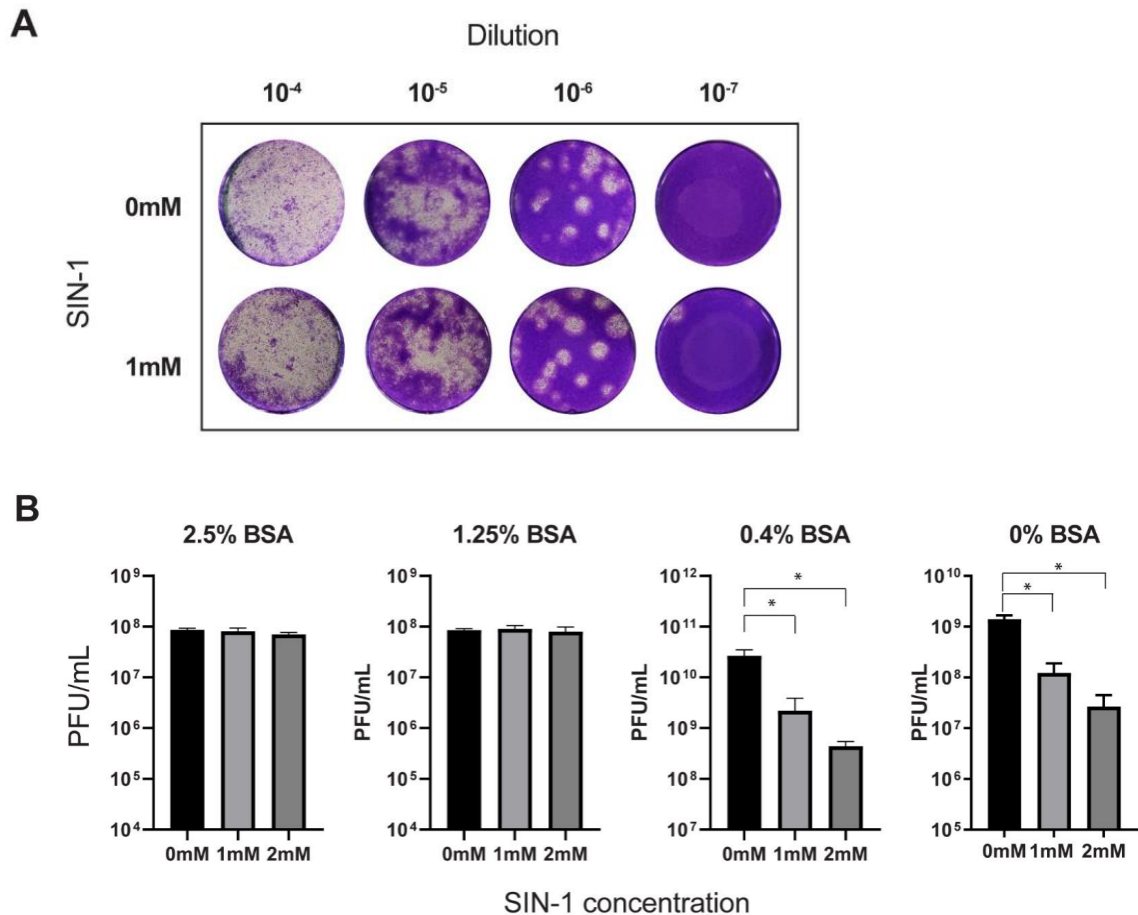 A
Dilution
10⁻⁴ 10⁻⁵ 10⁻⁶ 10⁻⁷
0mM
SIN-1
1mM
B
2.5% BSA 1.25% BSA 0.4% BSA 0% BSA
PFU/mL
10⁹
10⁸
10⁷
10⁶
10⁵
10⁴
0mM 1mM 2mM
PFU/mL
10⁹
10⁸
10⁷
10⁶
10⁵
10⁴
0mM 1mM 2mM
PFU/mL
10¹²
10¹¹
10¹⁰
10⁹
10⁸
10⁷
*
*
0mM 1mM 2mM
PFU/mL
10¹⁰
10⁹
10⁸
10⁷
10⁶
10⁵
*
*
0mM 1mM 2mM
SIN-1 concentration